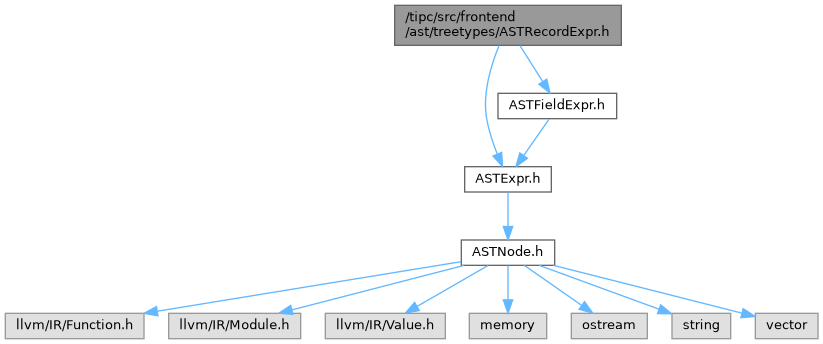 /tipc/src/frontend
/ast/treetypes/ASTRecordExpr.h
ASTFieldExpr.h
ASTExpr.h
ASTNode.h
llvm/IR/Function.h
llvm/IR/Module.h
llvm/IR/Value.h
memory
ostream
string
vector